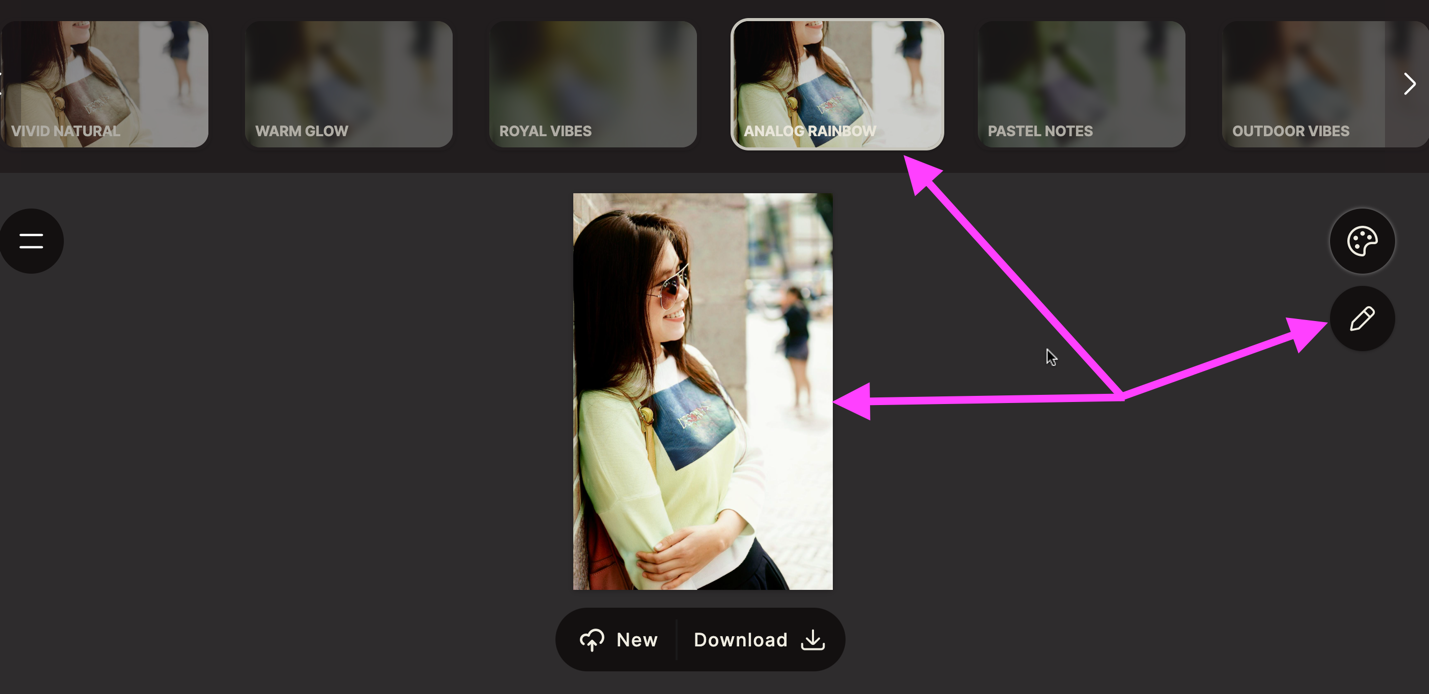 VIVID NATURAL
WARM GLOW
ROYAL VIBES
ANALOG RAINBOW
PASTEL NOTES
OUTDOOR VIBES
New
Download